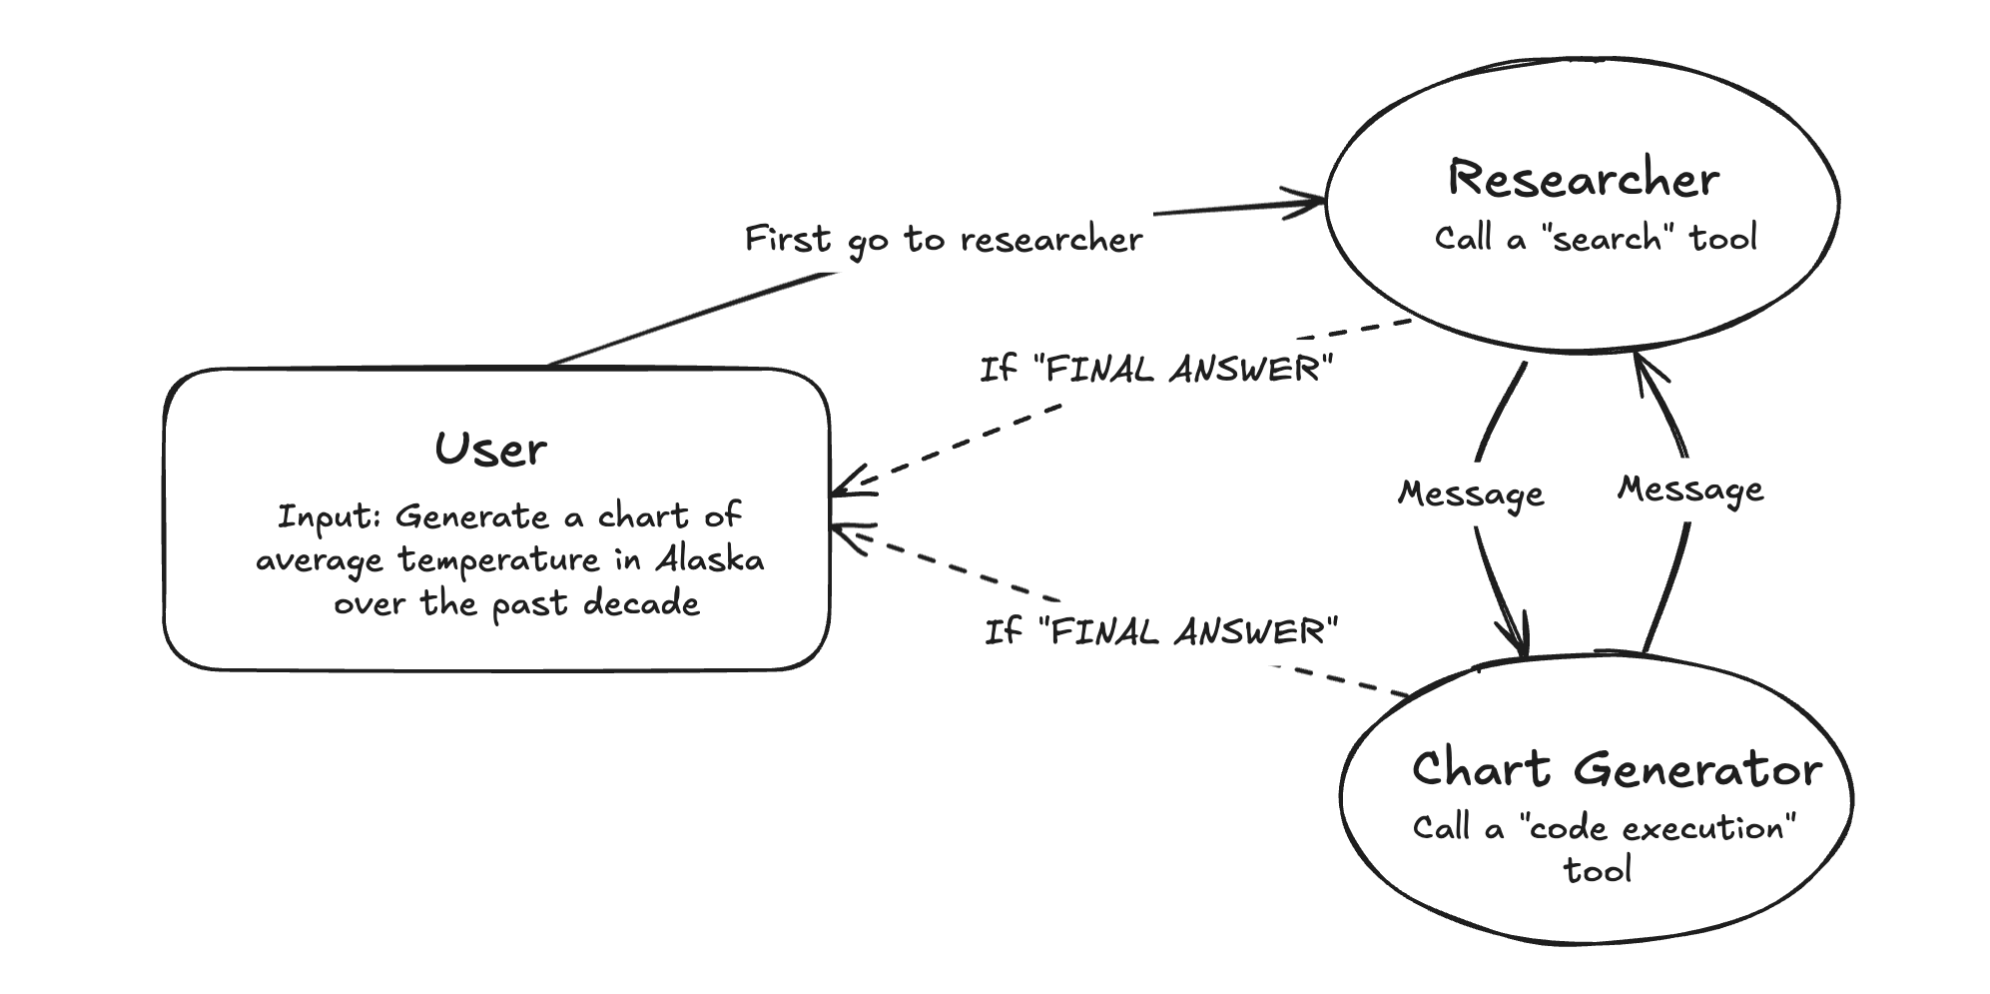 Researcher
Call a "search" tool
First go to researcher
If "FINAL ANSWER"
User
Input: Generate a chart of
average temperature in Alaska
over the past decade
Message
Message
If "FINAL ANSWER"
Chart Generator
Call a "code execution"
tool